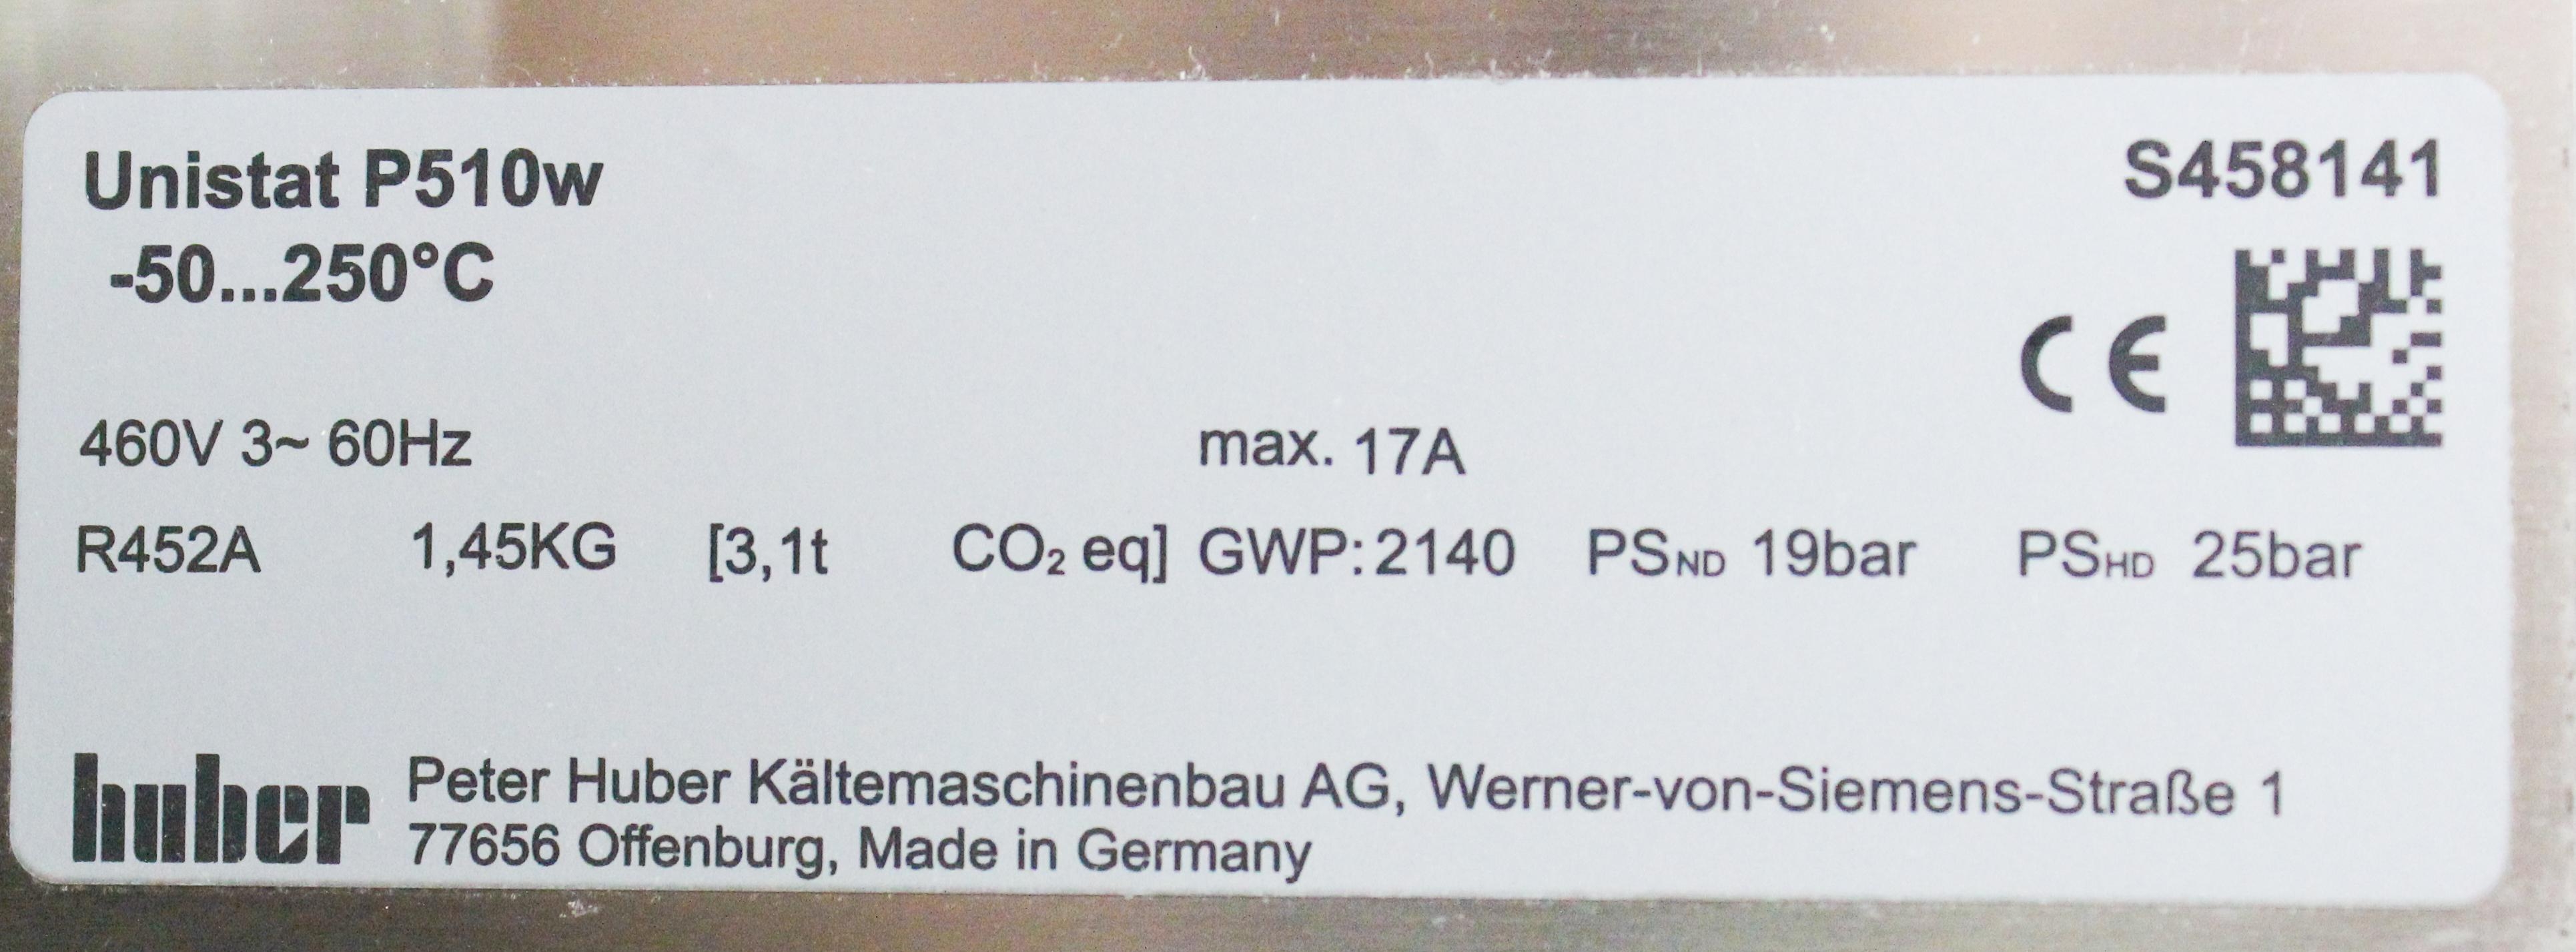 Unistat P510w S458141
-50...250°C
CE
460V 3~ 60Hz max. 17A
R452A 1,45KG [3,1t CO₂ eq] GWP: 2140 PSND 19bar PSHD 25bar
huber Peter Huber Kältemaschinenbau AG, Werner-von-Siemens-Straße 1
77656 Offenburg, Made in Germany